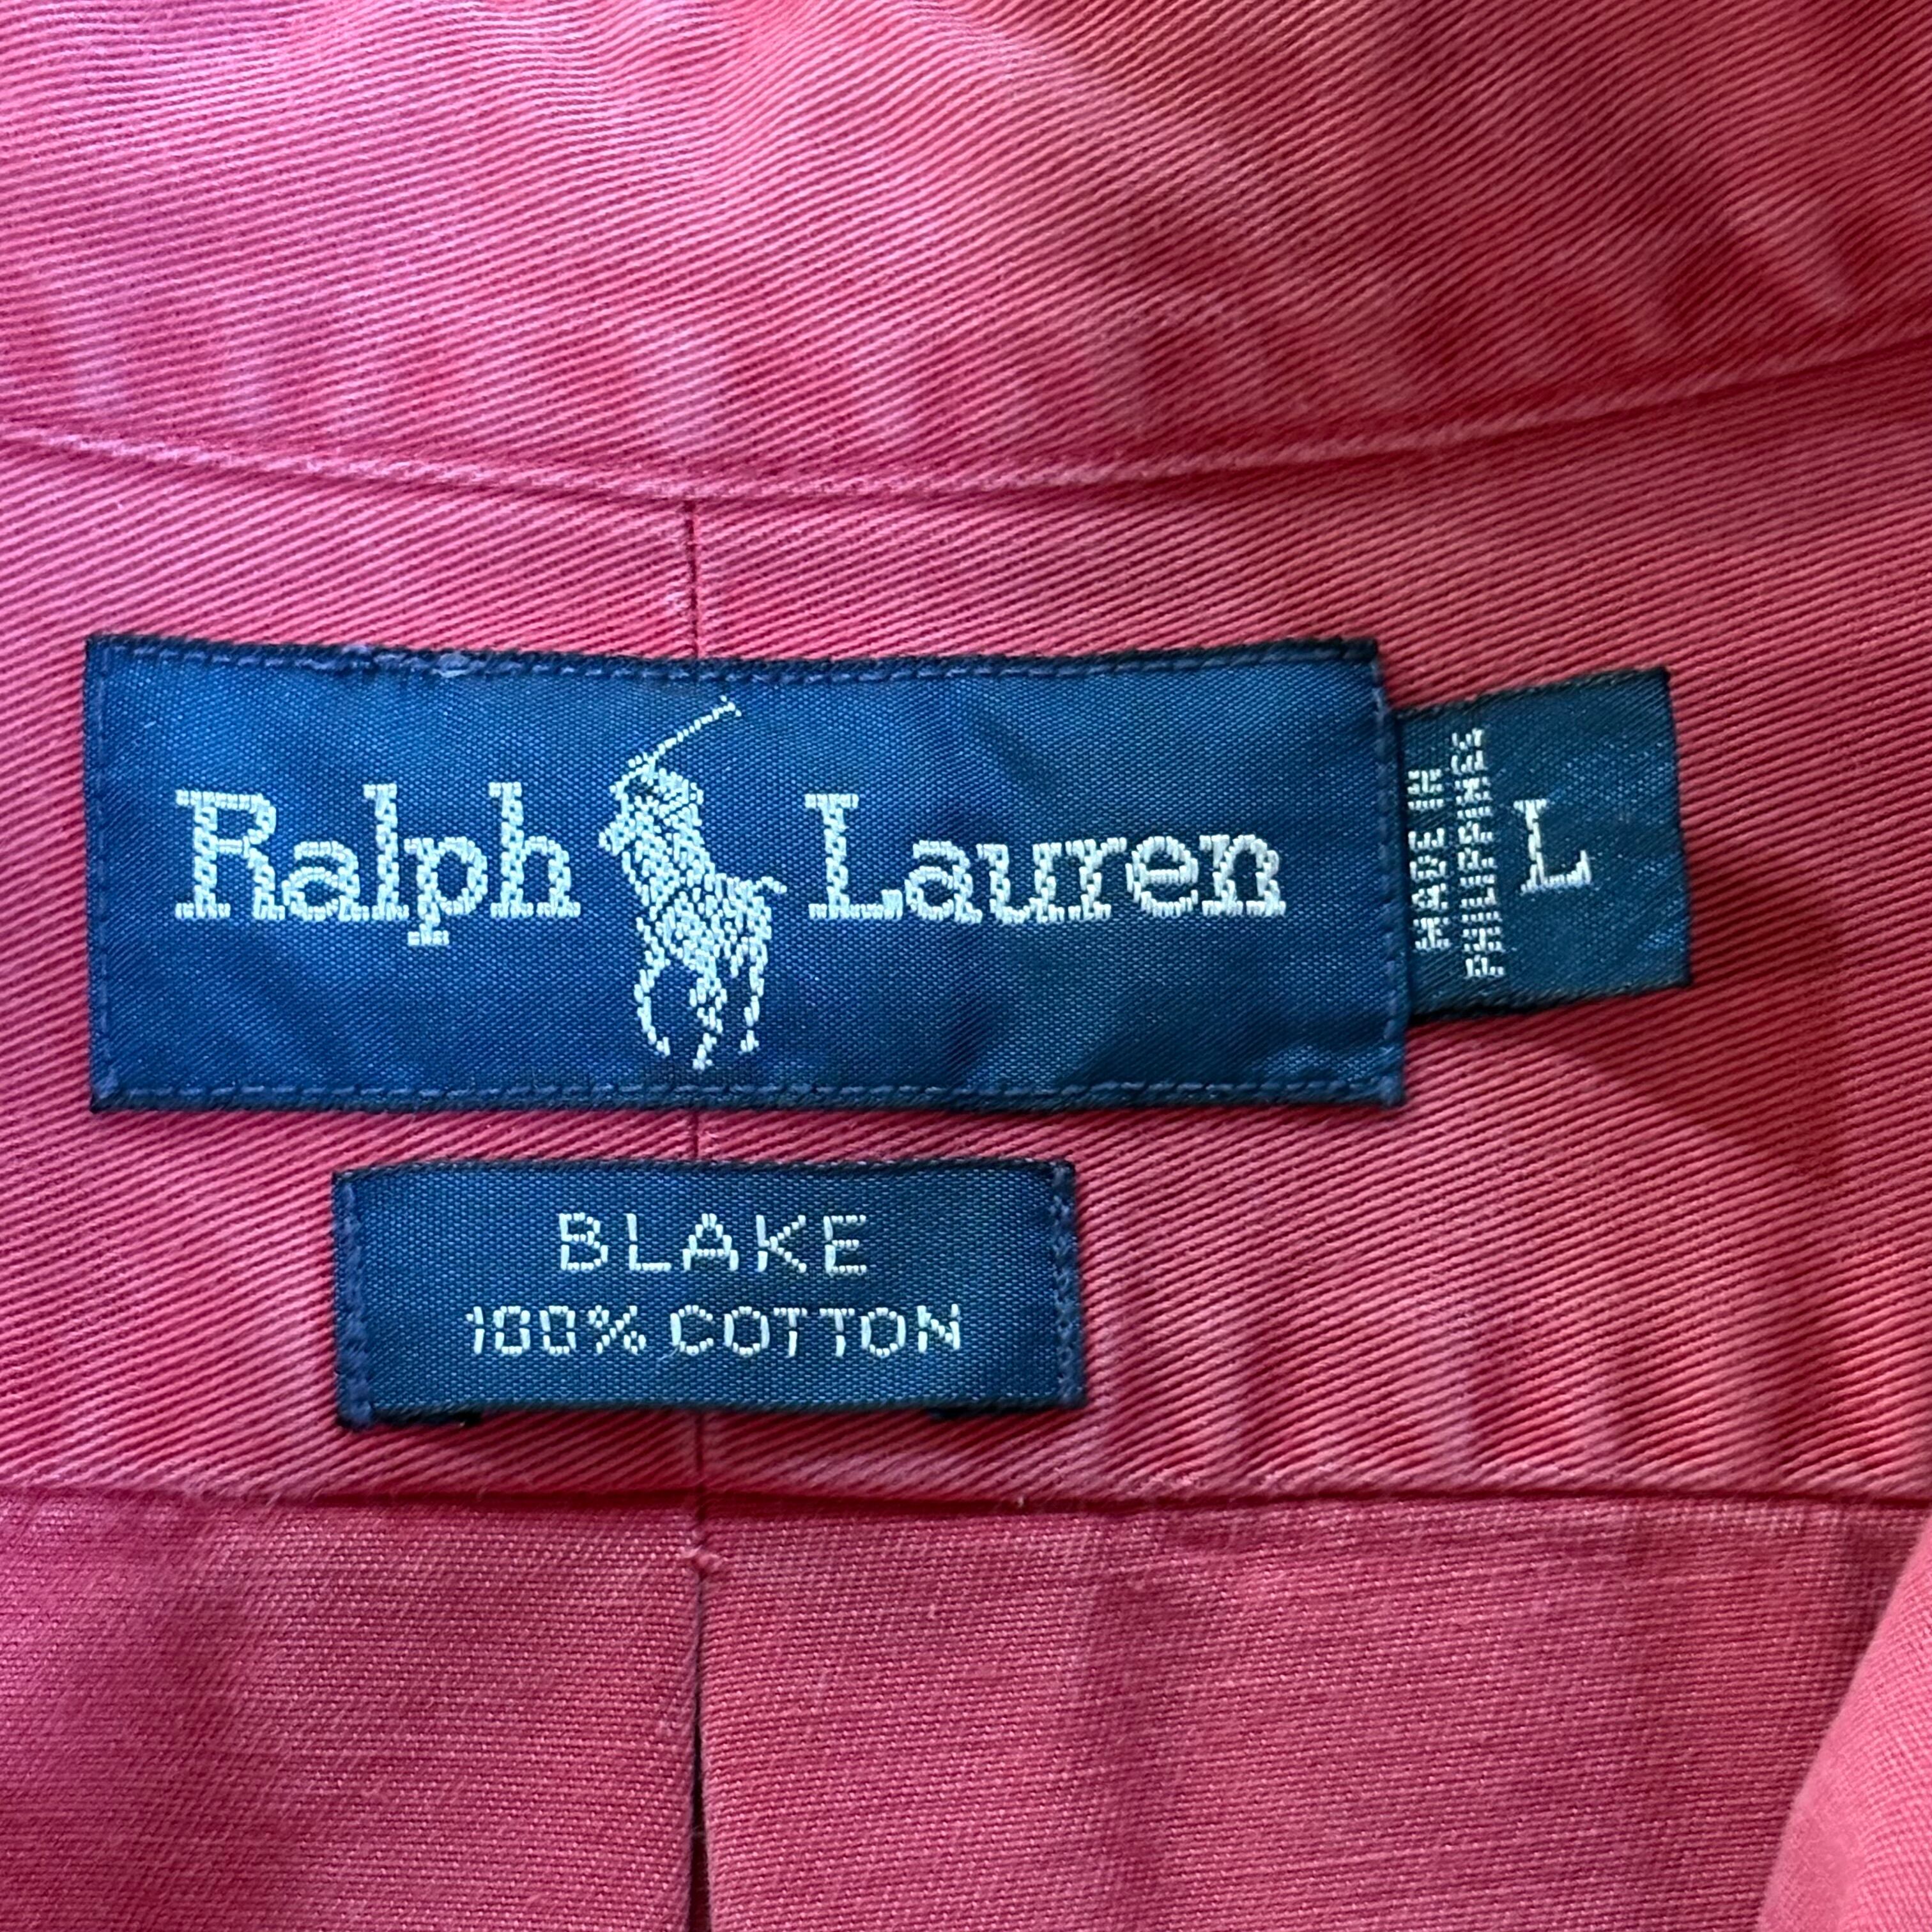 Ralph Lauren
MADE IN
PHILIPPINES
L
BLAKE
100% COTTON